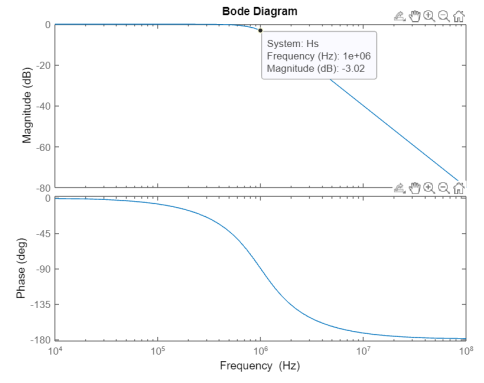 Bode Diagram
Magnitude (dB)
0
-20
-40
-60
-80
System: Hs
Frequency (Hz): 1e+06
Magnitude (dB): -3.02
Phase (deg)
0
-45
-90
-135
-180
10^4 10^5 10^6 10^7 10^8
Frequency (Hz)